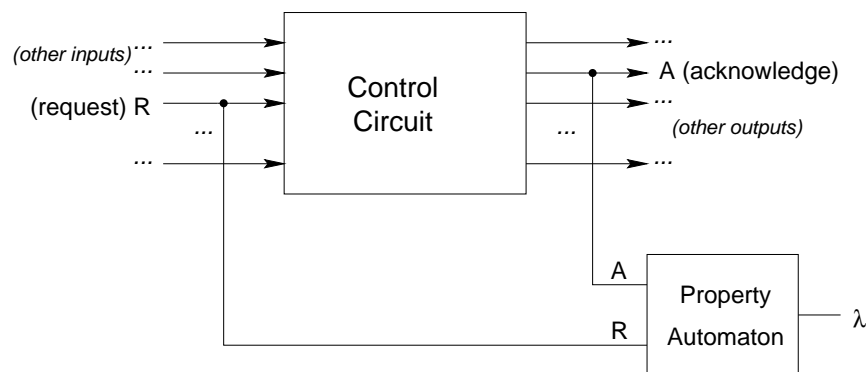 ...
(other inputs)
...
(request) R
...
...
Control
Circuit
...
A (acknowledge)
...
(other outputs)
...
...
A
R
Property
Automaton
λ